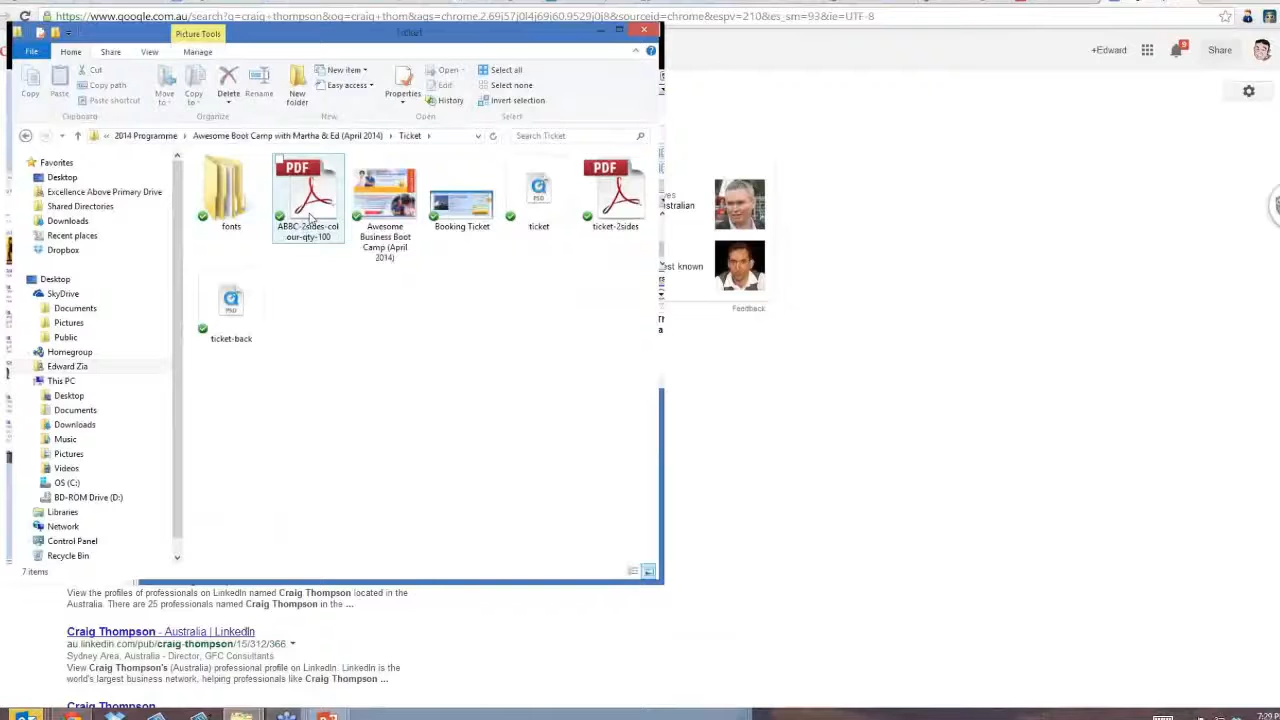 https://www.google.com.au/search?q=craig+thompson&oq=craig+thom&aqs=chrome.2.69i57j0l4j69i60.9529j0j8&sourceid=chrome&espv=210&es_sm=93&ie=UTF-8
Picture Tools
Ticket
File
Home
Share
View
Manage
+Edward
9
Share
Copy
Paste
Cut
Copy path
Paste shortcut
Move to
Copy to
Delete
Rename
New folder
New item
Easy access
Properties
Open
Edit
History
Select all
Select none
Invert selection
Clipboard
Organize
New
Open
Select
2014 Programme
Awesome Boot Camp with Martha & Ed (April 2014)
Ticket
Search Ticket
Favorites
Desktop
Excellence Above Primary Drive
Shared Directories
Downloads
Recent places
Dropbox
Desktop
SkyDrive
Documents
Pictures
Public
Homegroup
Edward Zia
This PC
Desktop
Documents
Downloads
Music
Pictures
Videos
OS (C:)
BD-ROM Drive (D:)
Libraries
Network
Control Panel
Recycle Bin
PDF
PDF
PSD
fonts
ABBC-2sides-col
our-qty-100
Awesome
Business Boot
Camp (April
2014)
Booking Ticket
ticket
ticket-2sides
PSD
ticket-back
7 items
est known
Feedback
View the profiles of professionals on LinkedIn named Craig Thompson located in the
Australia. There are 25 professionals named Craig Thompson in the ...
Craig Thompson - Australia | LinkedIn
au.linkedin.com/pub/craig-thompson/15/312/366
Sydney Area, Australia - Director, GFC Consultants
View Craig Thompson's (Australia) professional profile on LinkedIn. LinkedIn is the
world's largest business network, helping professionals like Craig Thompson ...
Craig Thompson